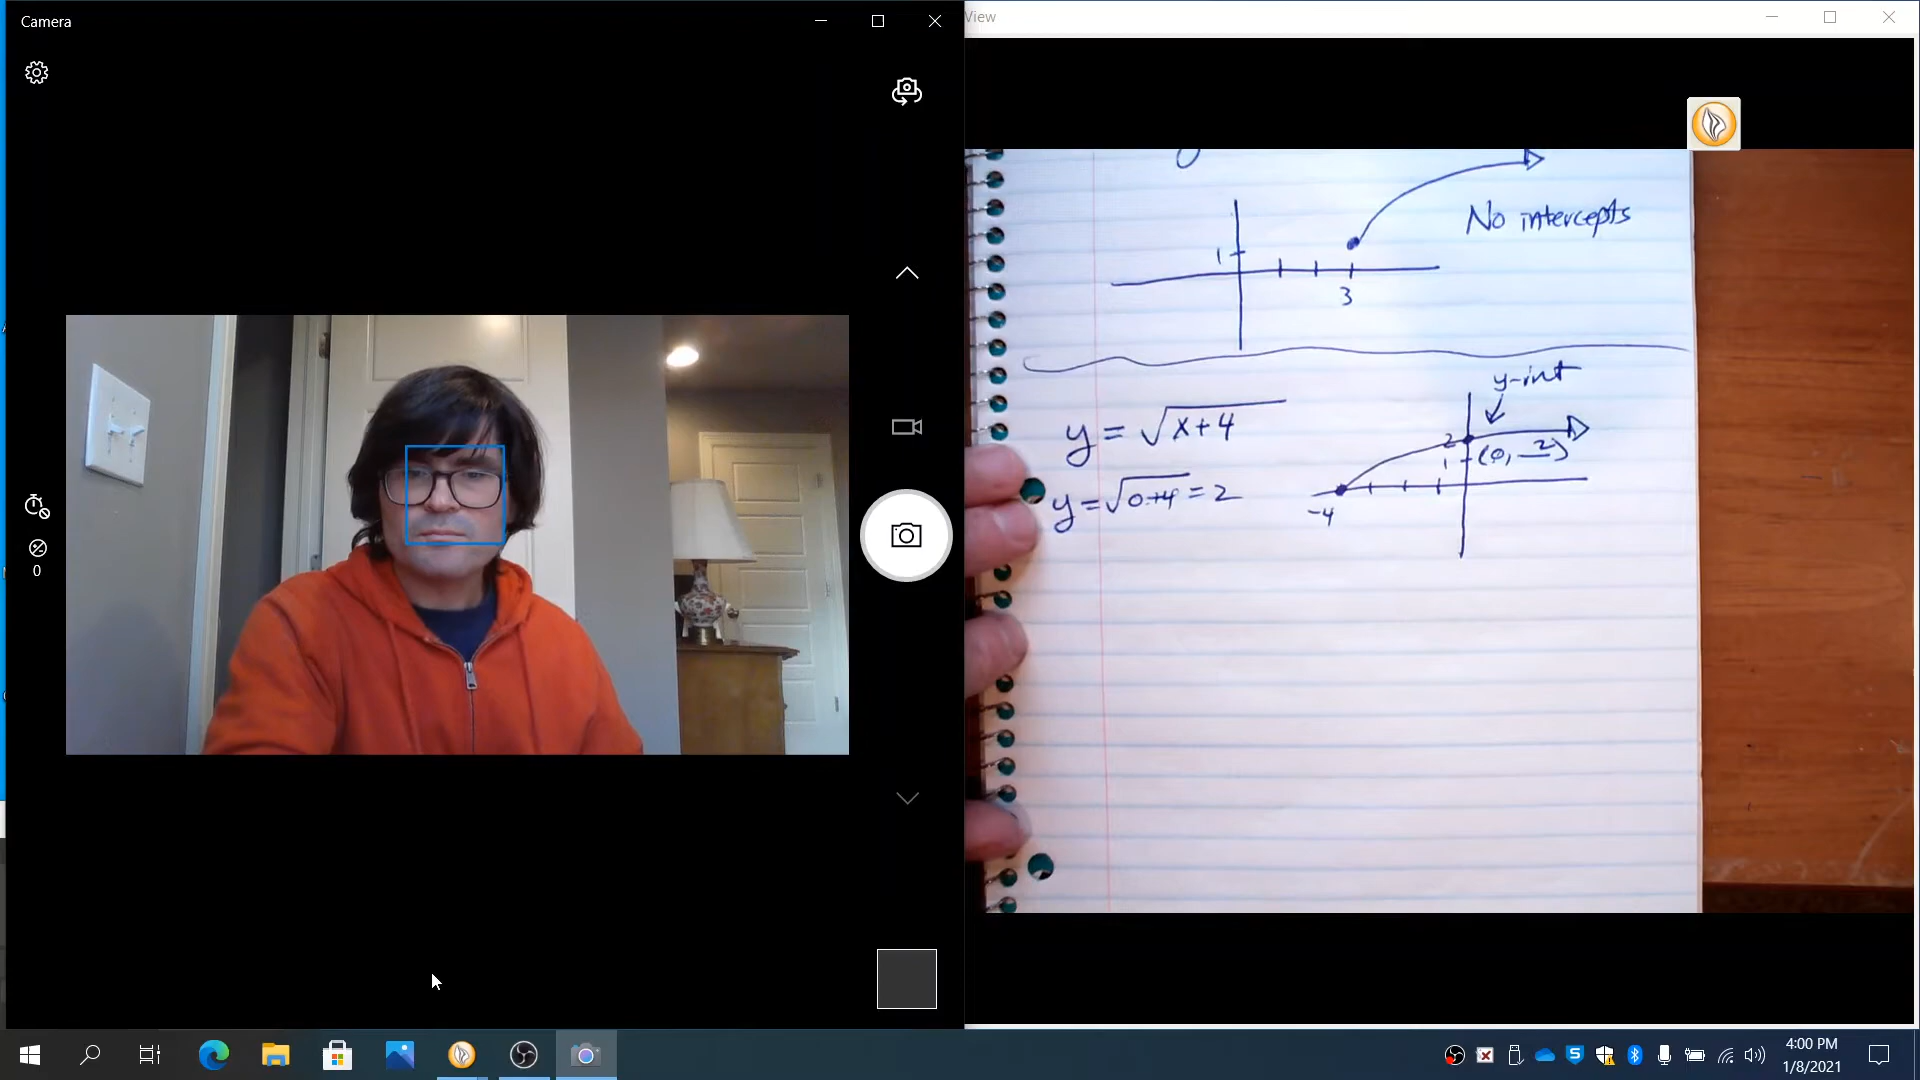 Camera
View
0
1
3
No intercepts
y-int
y = √x+4
2
1
(0, 2)
y = √0+4 = 2
-4
4:00 PM
1/8/2021